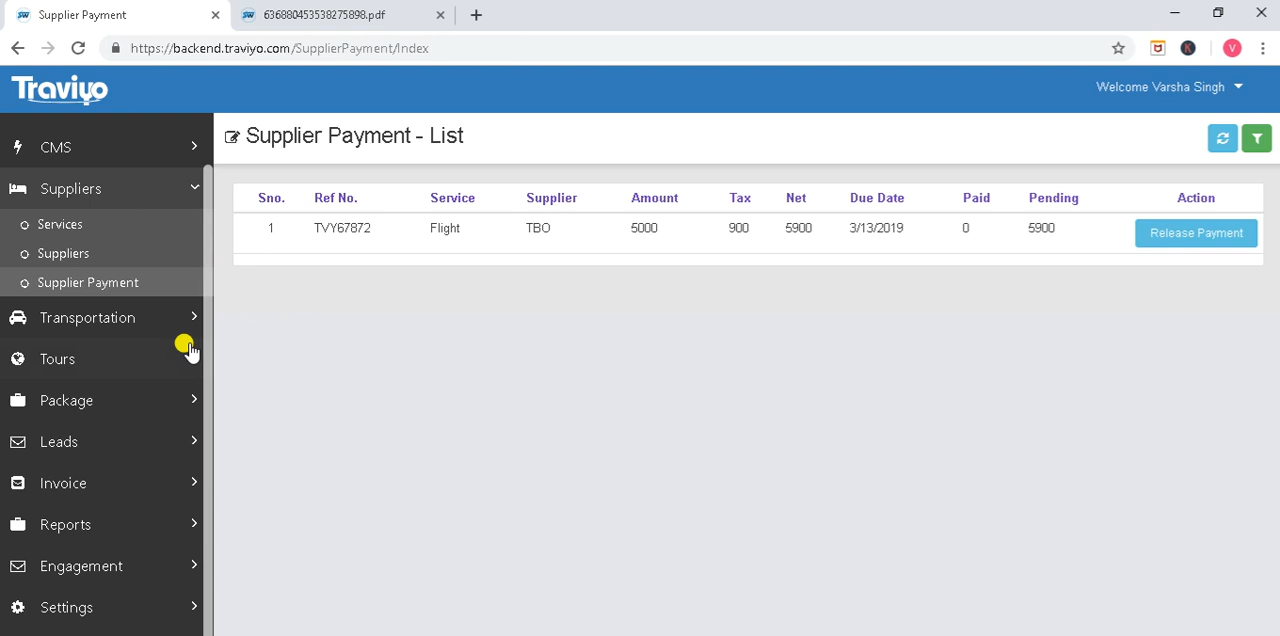 Supplier Payment
636880453538275898.pdf
https://backend.traviyo.com/SupplierPayment/Index
V
Traviyo
Welcome Varsha Singh
CMS
Suppliers
Services
Suppliers
Supplier Payment
Transportation
Tours
Package
Leads
Invoice
Reports
Engagement
Settings
Supplier Payment - List
Sno. Ref No. Service Supplier Amount Tax Net Due Date Paid Pending Action
1 TVY67872 Flight TBO 5000 900 5900 3/13/2019 0 5900 Release Payment